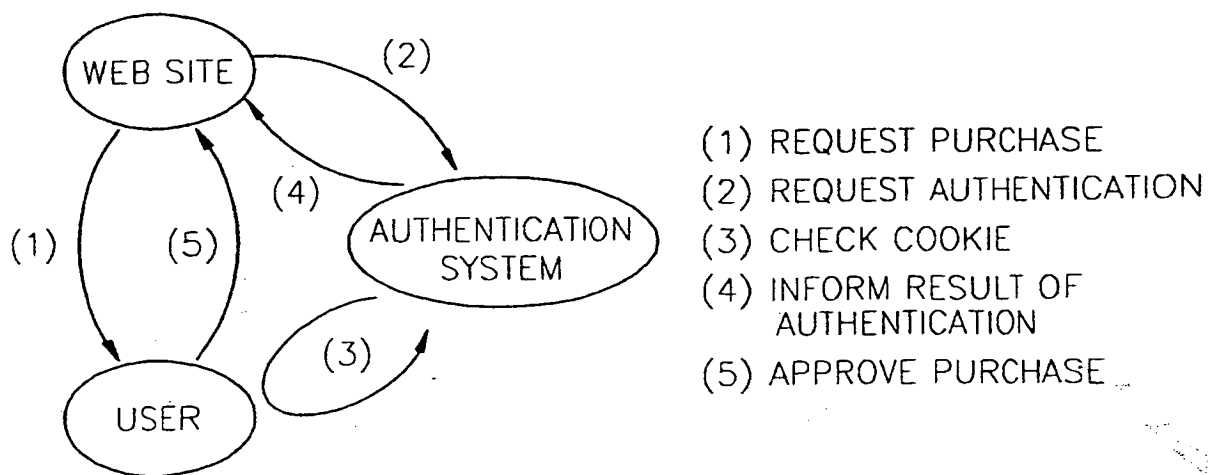 WEB SITE
(2)
(4)
(1)
(5)
AUTHENTICATION
SYSTEM
(3)
USER
(1) REQUEST PURCHASE
(2) REQUEST AUTHENTICATION
(3) CHECK COOKIE
(4) INFORM RESULT OF
AUTHENTICATION
(5) APPROVE PURCHASE